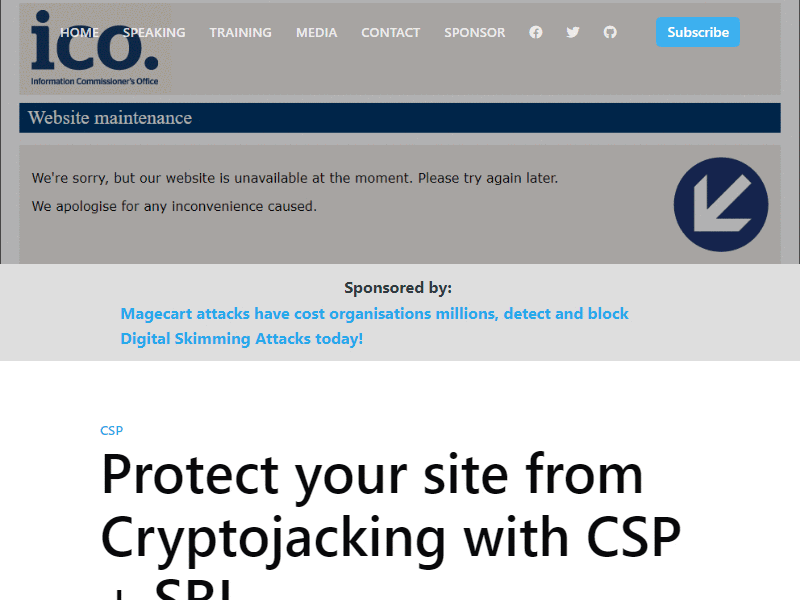 HOME SPEAKING TRAINING MEDIA CONTACT SPONSOR Subscribe
ico.
Information Commissioner's Office
Website maintenance
We're sorry, but our website is unavailable at the moment. Please try again later.
We apologise for any inconvenience caused.
Sponsored by:
Magecart attacks have cost organisations millions, detect and block
Digital Skimming Attacks today!
CSP
Protect your site from
Cryptojacking with CSP
+ SRI